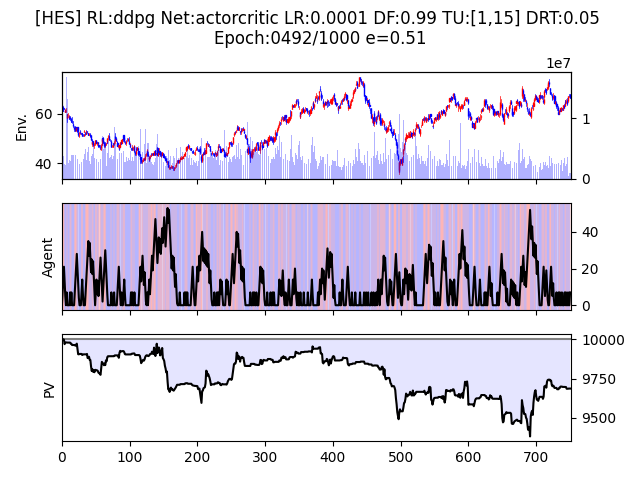 [HES] RL:ddpg Net:actorcritic LR:0.0001 DF:0.99 TU:[1,15] DRT:0.05
Epoch:0492/1000 e=0.51
1e7
Env.
60
40
1
0
Agent
40
20
0
PV
10000
9750
9500
0 100 200 300 400 500 600 700